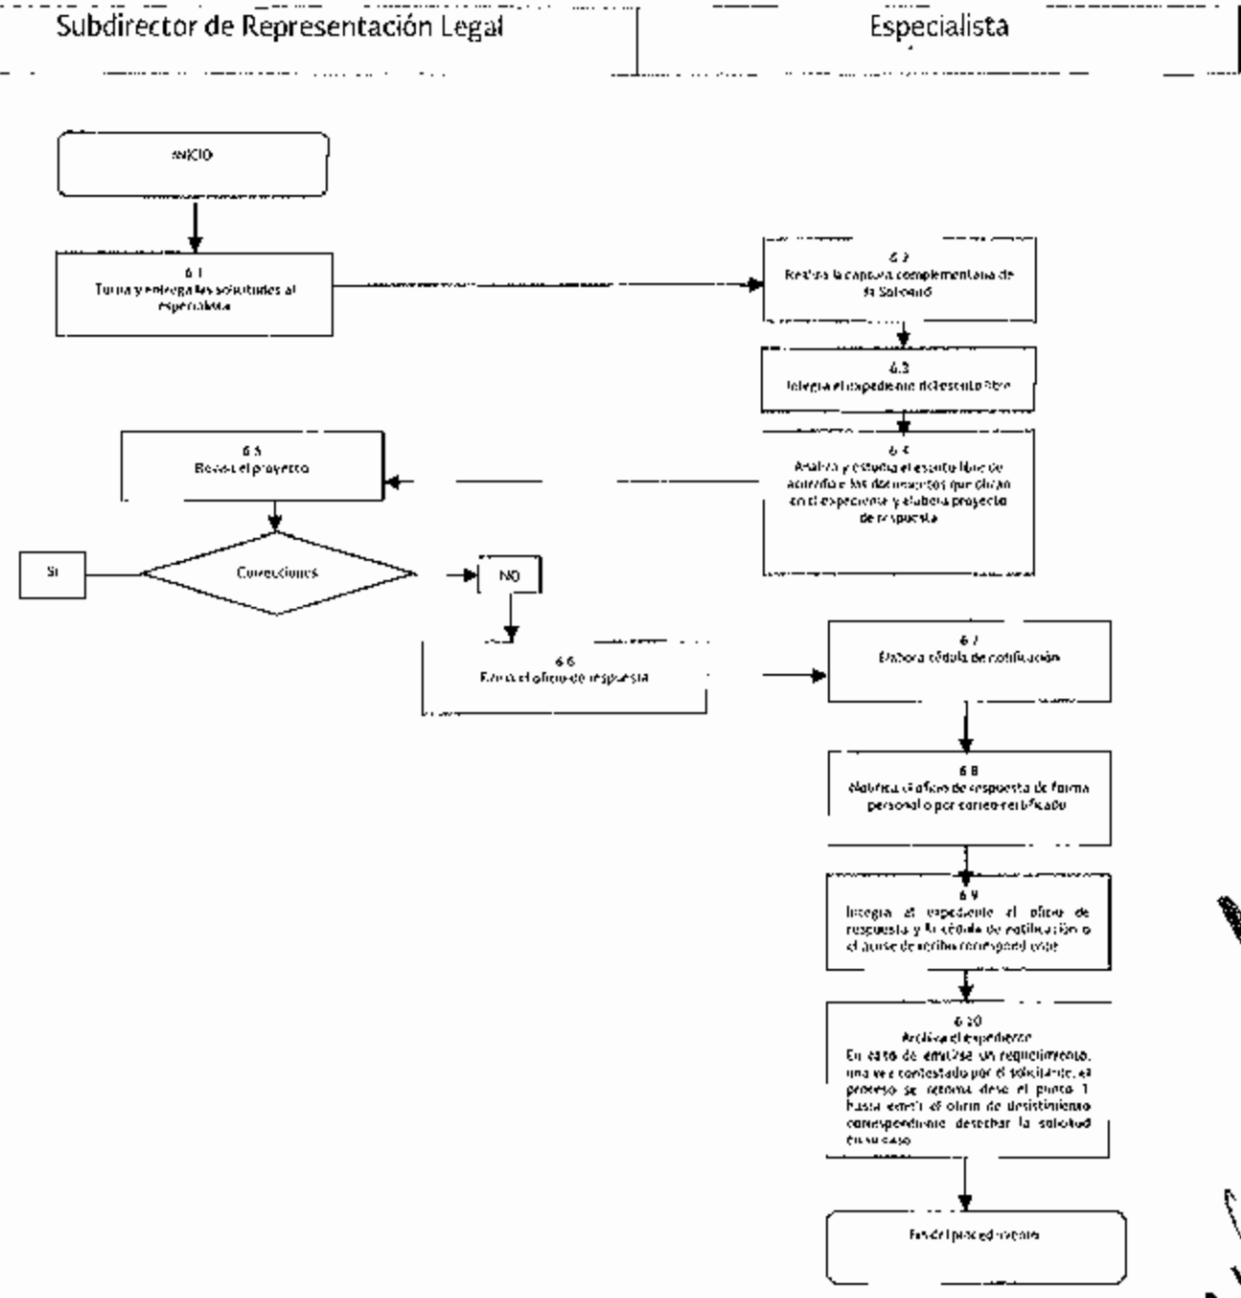 Subdirector de Representación Legal
Especialista
INICIO
6.1
Turna y entrega las solicitudes al
especialista
6.2
Realiza la captura complementaria de
la Solicitud
6.3
Integra el expediente del escrito libre
6.4
Analiza y estudia el escrito libre de
acuerdo a los documentos que obran
en el expediente y elabora proyecto
de respuesta
6.5
Revisa el proyecto
Correcciones
SI
NO
6.6
Firma el oficio de respuesta
6.7
Elabora cédula de notificación
6.8
Notifica el oficio de respuesta de forma
personal o por correo certificado
6.9
Integra al expediente el oficio de
respuesta y la cédula de notificación o
el acuse de recibo correspondiente
6.10
Archiva el expediente
En caso de emitirse un requerimiento,
una vez contestado por el solicitante, el
proceso se retoma dese el punto 1
hasta emitir el oficio de desistimiento
correspondiente desechar la solicitud
en su caso
Fin del procedimiento